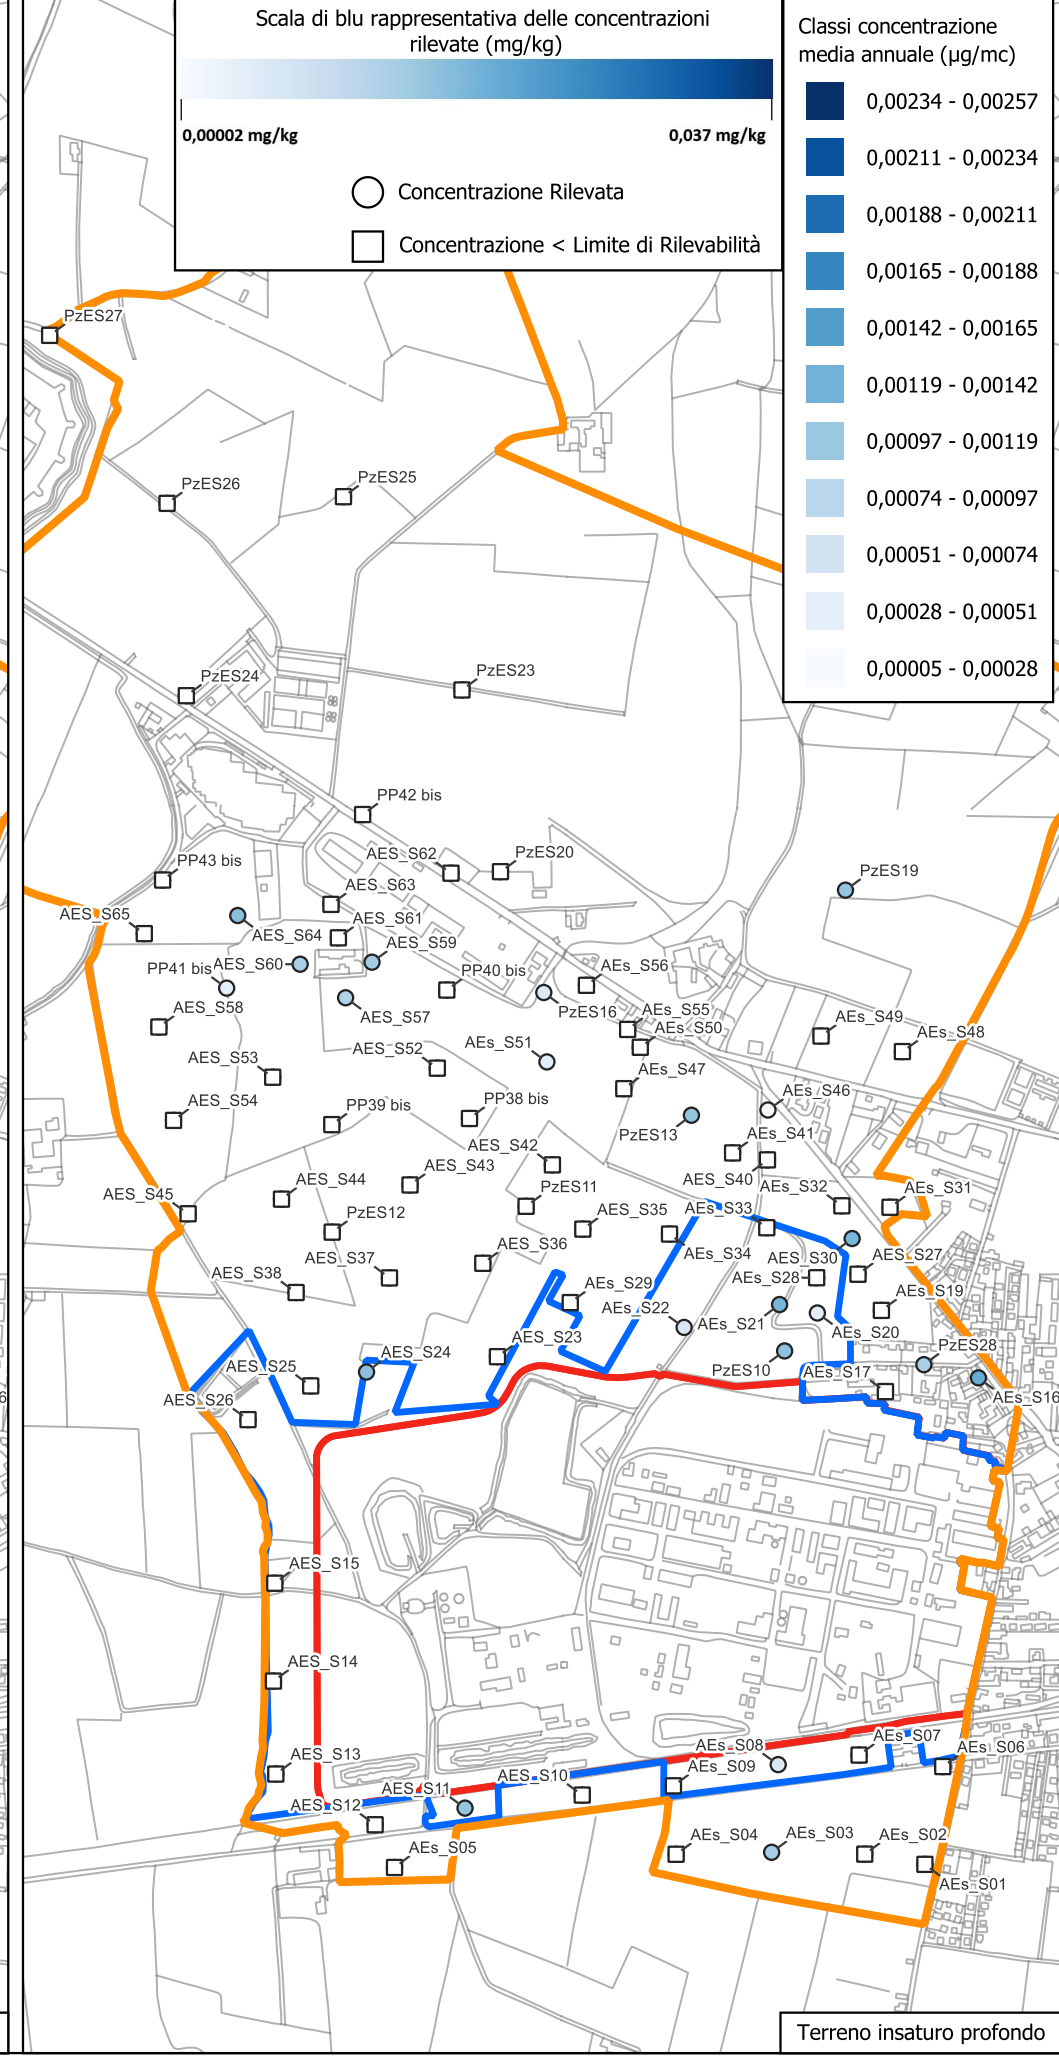 Scala di blu rappresentativa delle concentrazioni
rilevate (mg/kg)
0,00002 mg/kg
0,037 mg/kg
Concentrazione Rilevata
Concentrazione < Limite di Rilevabilità
Classi concentrazione
media annuale (µg/mc)
0,00234 - 0,00257
0,00211 - 0,00234
0,00188 - 0,00211
0,00165 - 0,00188
0,00142 - 0,00165
0,00119 - 0,00142
0,00097 - 0,00119
0,00074 - 0,00097
0,00051 - 0,00074
0,00028 - 0,00051
0,00005 - 0,00028
PzES27
PzES26
PzES25
PzES24
PzES23
PP42 bis
AES_S62
PzES20
PP43 bis
PzES19
AES_S63
AES_S65
AES_S61
AES_S64
AES_S59
PP41 bis
AES_S60
PP40 bis
AEs_S56
AES_S58
AES_S57
PzES16
AEs_S55
AEs_S50
AEs_S49
AEs_S48
AES_S53
AES_S52
AEs_S51
AEs_S47
AEs_S46
AES_S54
PP39 bis
PP38 bis
PzES13
AEs_S41
AES_S42
AES_S43
AES_S44
AES_S40
AEs_S32
AEs_S31
AES_S45
PzES12
PzES11
AES_S35
AEs_S33
AES_S36
AEs_S34
AES_S37
AES_S30
AEs_S27
AES_S38
AEs_S29
AEs_S28
AEs_S19
AEs_S22
AEs_S21
AEs_S20
AES_S24
AES_S23
PzES28
AES_S25
PzES10
AEs_S17
AES_S26
AEs_S16
6
AES_S15
AES_S14
AES_S13
AEs_S08
AEs_S07
AEs_S06
AES_S11
AES_S10
AEs_S09
AES_S12
AEs_S05
AEs_S04
AEs_S03
AEs_S02
AEs_S01
Terreno insaturo profondo